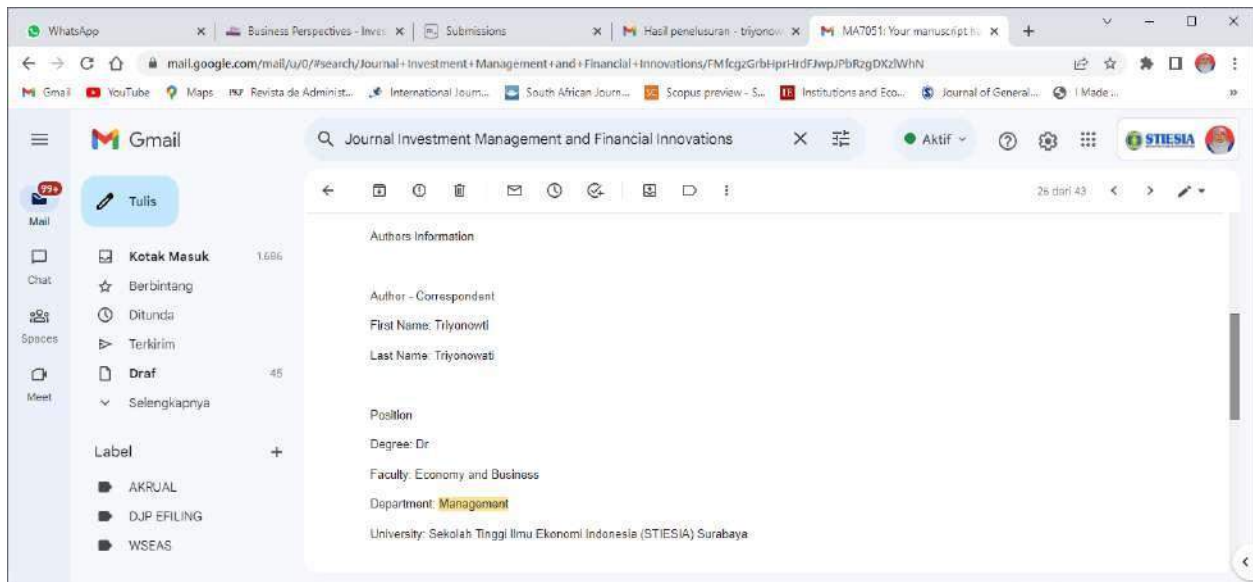 WhatsApp
Business Perspectives - Inves
Submissions
Hasil penelusuran - triyonow
MA7051: Your manuscript h
mail.google.com/mail/u/0/#search/Journal+Investment+Management+and+Financial+Innovations/FMfcgzGrbHprHrdFJwpJPbRzgDXzlWhN
Gmail
YouTube
Maps
Revista de Administ...
International Journ...
South African Journ...
Scopus preview - S...
Institutions and Eco...
Journal of General...
I Made ...
Gmail
Journal Investment Management and Financial Innovations
Aktif
STIESIA
99+
Mail
Chat
Spaces
Meet
Tulis
26 dari 43
Kotak Masuk 1.686
Berbintang
Ditunda
Terkirim
Draf 45
Selengkapnya
Label
AKRUAL
DJP EFILING
WSEAS
Authors Information
Author - Correspondent
First Name: Triyonowti
Last Name: Triyonowati
Position
Degree: Dr
Faculty: Economy and Business
Department: Management
University: Sekolah Tinggi Ilmu Ekonomi Indonesia (STIESIA) Surabaya